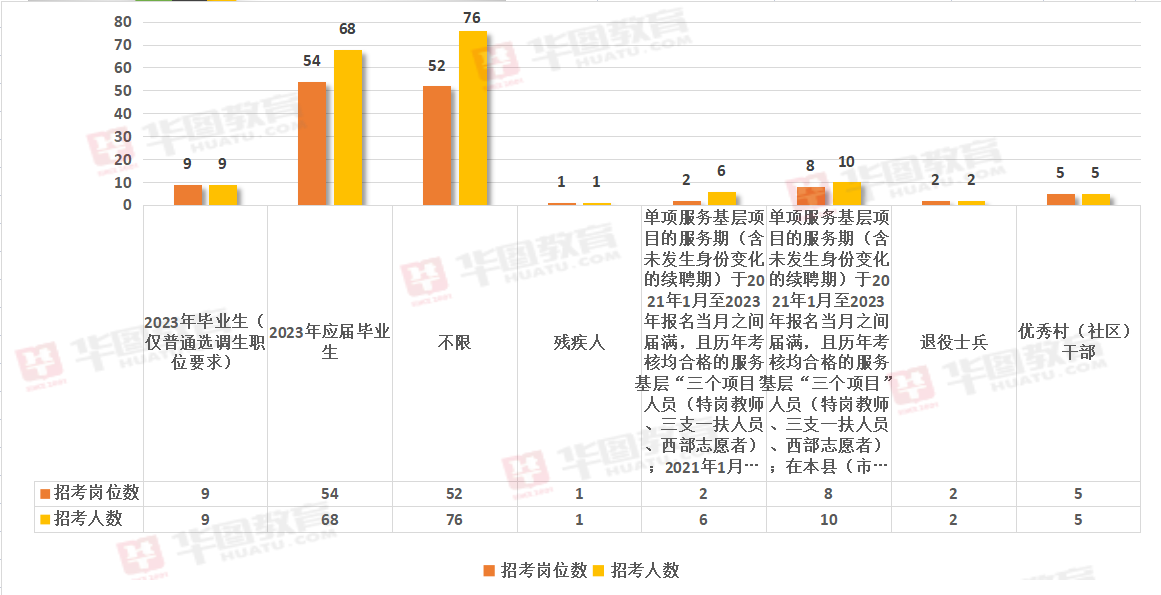 80
70
60
50
40
30
20
10
0
9 9
54 68
52 76
1 1
2 6
8 10
2 2
5 5
2023年毕业生（
仅普通选调生职
位要求）
2023年应届毕业
生
不限
残疾人
单项服务基层项
目的服务期（含
未发生身份变化
的续聘期）于20
21年1月至2023
年报名当月之间
届满，且历年考
核均合格的服务
基层“三个项目”
人员（特岗教师
、三支一扶人员
、西部志愿者）
；2021年1月…
单项服务基层项
目的服务期（含
未发生身份变化
的续聘期）于20
21年1月至2023
年报名当月之间
届满，且历年考
核均合格的服务
基层“三个项目”
人员（特岗教师
、三支一扶人员
、西部志愿者）
；在本县（市…
退役士兵
优秀村（社区）
干部
招考岗位数 9 54 52 1 2 8 2 5
招考人数 9 68 76 1 6 10 2 5
招考岗位数 招考人数
华图教育
HUATU.COM
SINCE 2001